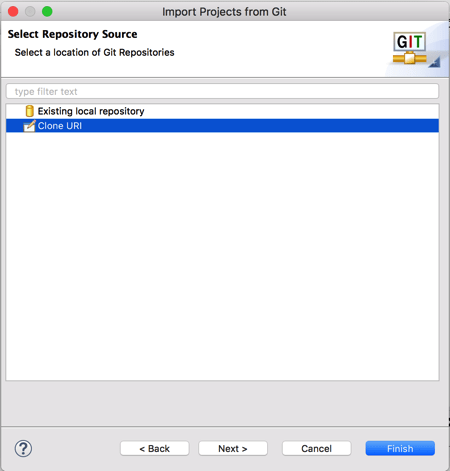 Import Projects from Git
Select Repository Source
Select a location of Git Repositories
GIT
type filter text
Existing local repository
Clone URI
?
< Back
Next >
Cancel
Finish